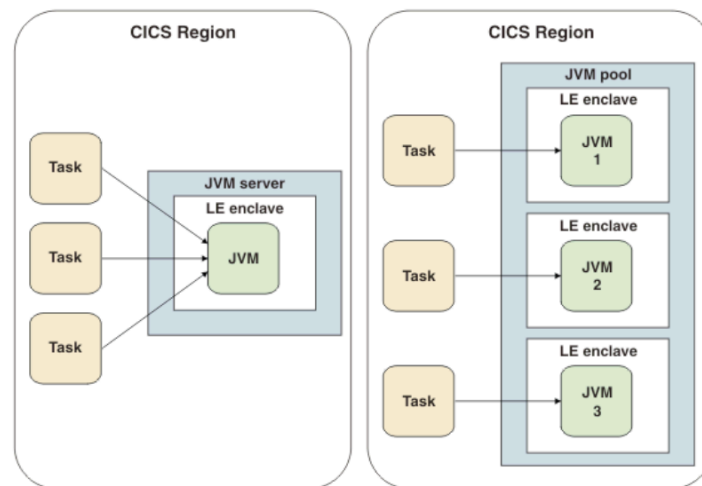 CICS Region
Task
Task
Task
JVM server
LE enclave
JVM
CICS Region
JVM pool
LE enclave
Task
JVM
1
LE enclave
Task
JVM
2
LE enclave
Task
JVM
3